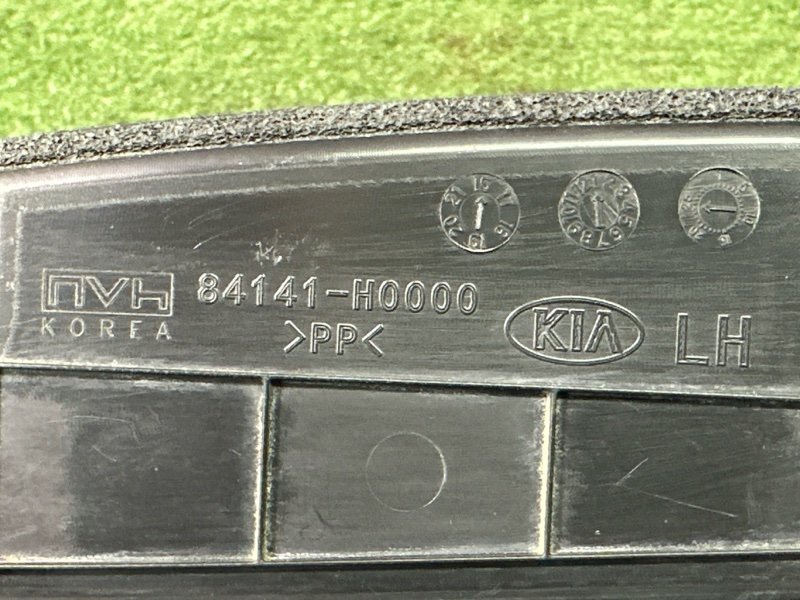 NVH
KOREA
84141-H0000
>PP<
KIA
LH